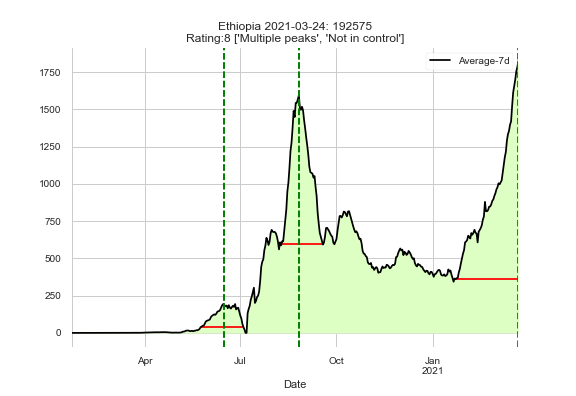 Ethiopia 2021-03-24: 192575
Rating:8 ['Multiple peaks', 'Not in control']
Average-7d
1750
1500
1250
1000
750
500
250
0
Apr
Jul
Oct
Jan
2021
Date